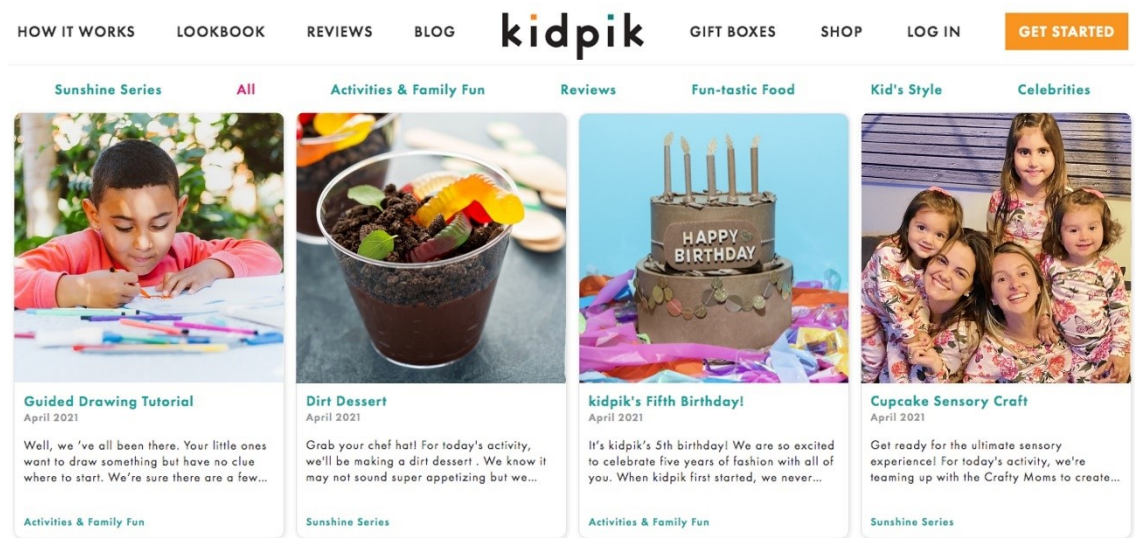 HOW IT WORKS LOOKBOOK REVIEWS BLOG kidpik GIFT BOXES SHOP LOG IN GET STARTED
Sunshine Series All Activities & Family Fun Reviews Fun-tastic Food Kid's Style Celebrities
HAPPY
BIRTHDAY
Guided Drawing Tutorial
April 2021
Well, we 've all been there. Your little ones
want to draw something but have no clue
where to start. We're sure there are a few...
Activities & Family Fun
Dirt Dessert
April 2021
Grab your chef hat! For today's activity,
we'll be making a dirt dessert . We know it
may not sound super appetizing but we...
Sunshine Series
kidpik's Fifth Birthday!
April 2021
It's kidpik's 5th birthday! We are so excited
to celebrate five years of fashion with all of
you. When kidpik first started, we never...
Activities & Family Fun
Cupcake Sensory Craft
April 2021
Get ready for the ultimate sensory
experience! For today's activity, we're
teaming up with the Crafty Moms to create...
Sunshine Series